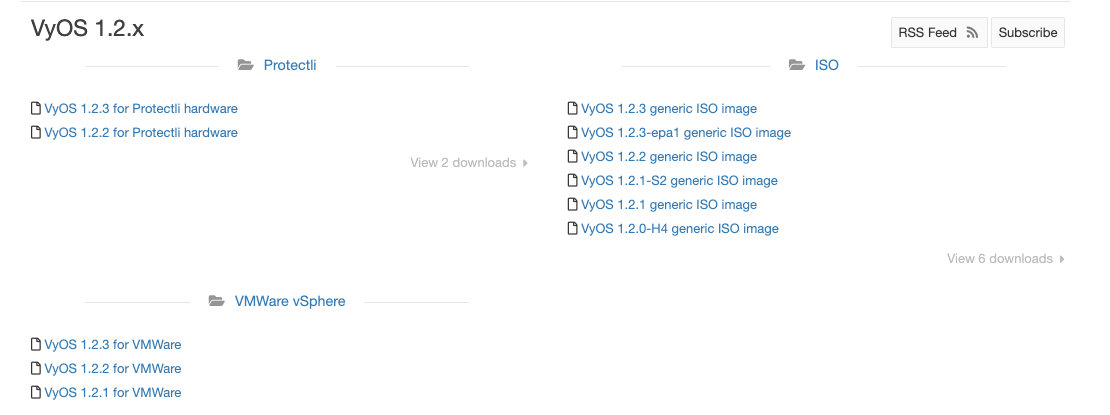 VyOS 1.2.x
RSS Feed
Subscribe
Protectli
VyOS 1.2.3 for Protectli hardware
VyOS 1.2.2 for Protectli hardware
View 2 downloads
ISO
VyOS 1.2.3 generic ISO image
VyOS 1.2.3-epa1 generic ISO image
VyOS 1.2.2 generic ISO image
VyOS 1.2.1-S2 generic ISO image
VyOS 1.2.1 generic ISO image
VyOS 1.2.0-H4 generic ISO image
View 6 downloads
VMWare vSphere
VyOS 1.2.3 for VMWare
VyOS 1.2.2 for VMWare
VyOS 1.2.1 for VMWare